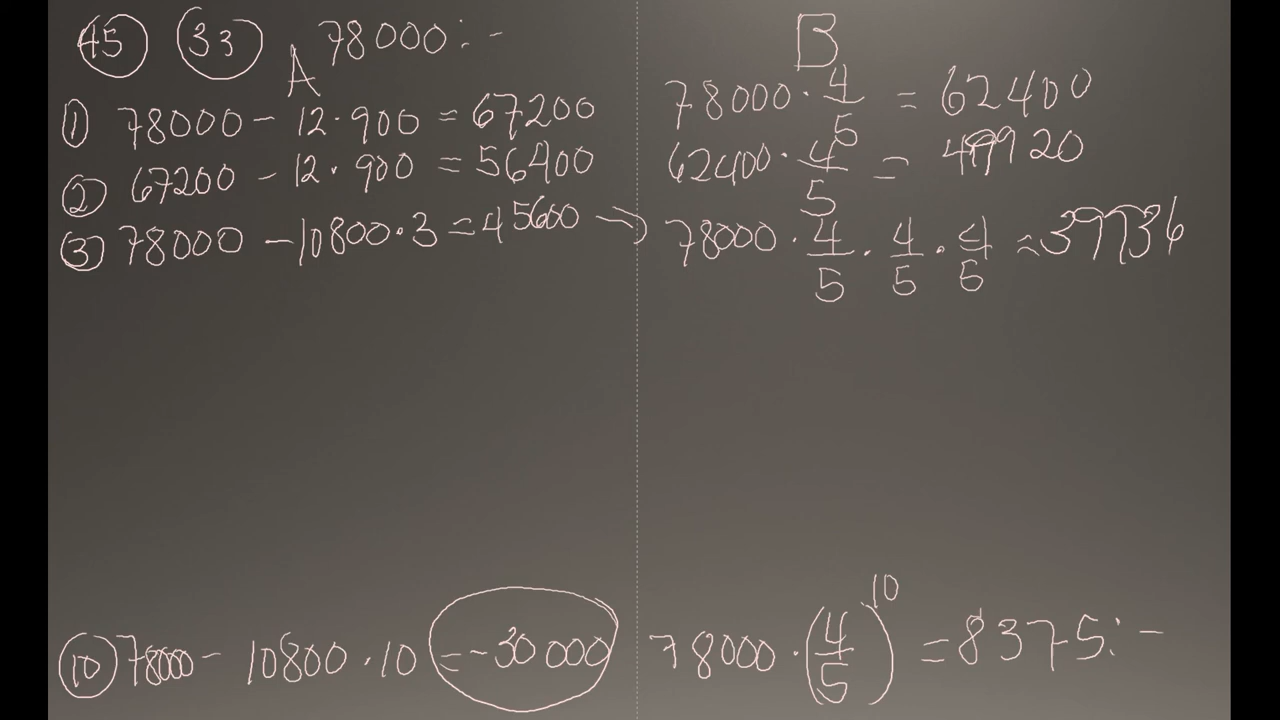 45 33 78000:-
A
① 78000 - 12·900 = 67200
② 67200 - 12·900 = 56400
③ 78000 - 10800·3 = 45600 →
⑩ 78000 - 10800·10 = -30000
B
78000 · 4/5 = 62400
62400 · 4/5 = 49920
78000 · 4/5 · 4/5 · 4/5 ≈ 39936
78000 · (4/5)^10 = 8375:-